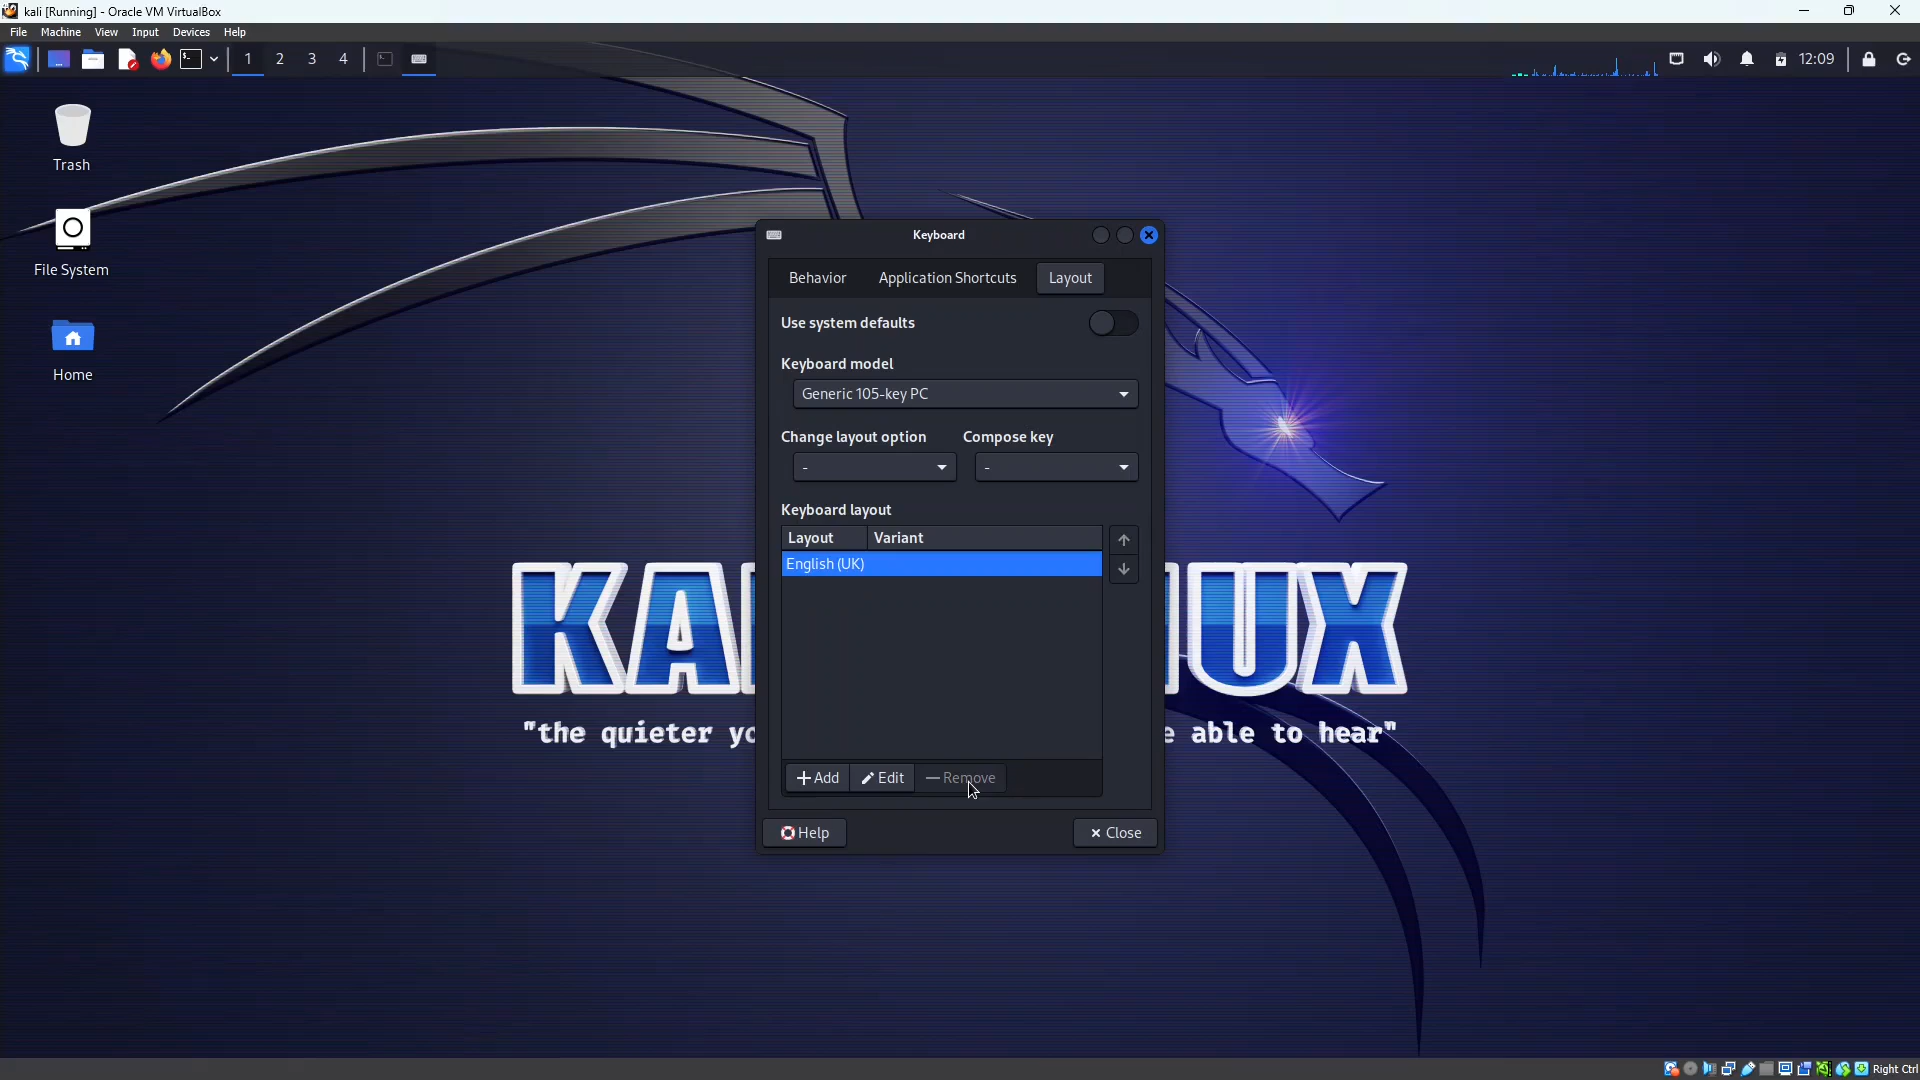 kali [Running] - Oracle VM VirtualBox
File Machine View Input Devices Help
1 2 3 4
12:09
Trash
File System
Home
Keyboard
Behavior Application Shortcuts Layout
Use system defaults
Keyboard model
Generic 105-key PC
Change layout option Compose key
- -
Keyboard layout
Layout Variant
English (UK)
Add Edit Remove
Help Close
"the quieter
able to hear"
Right Ctrl